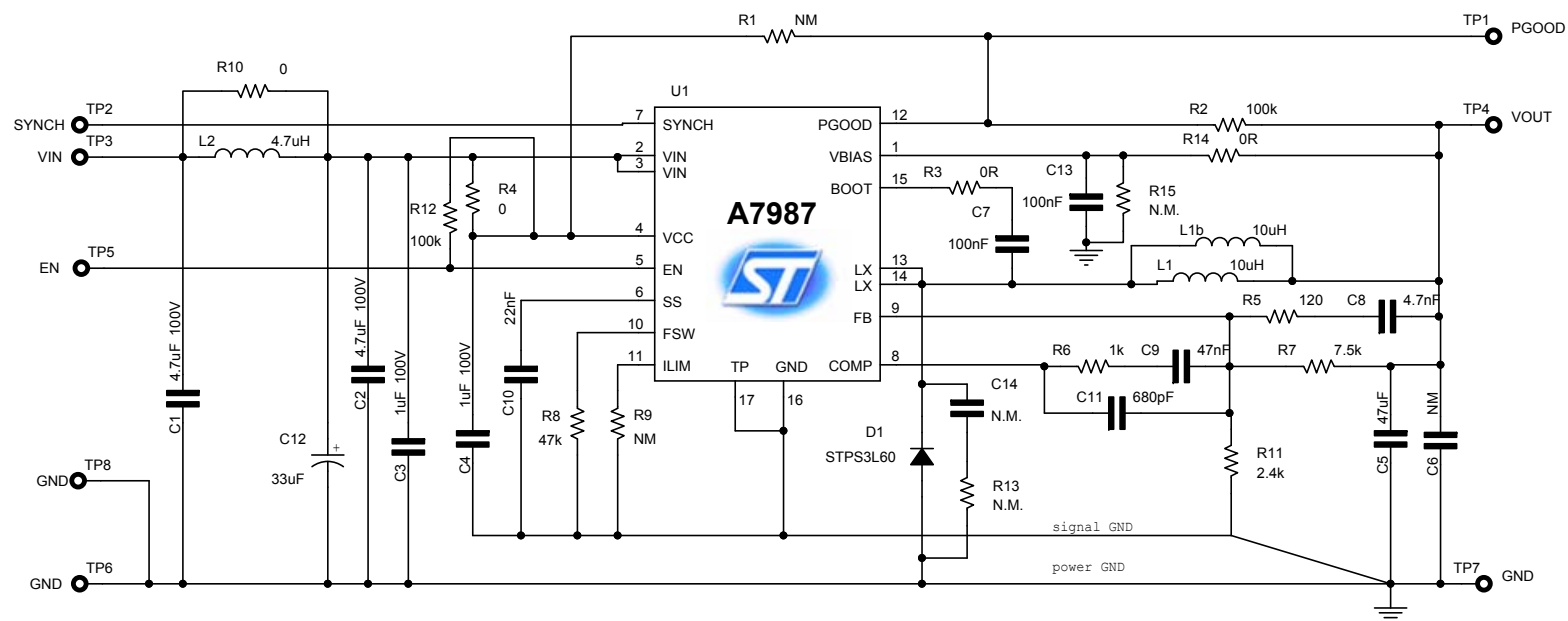 R1 NM
TP1
PGOOD
R10 0
U1
TP2
SYNCH
7
SYNCH
PGOOD
12
R2 100k
TP4
VOUT
TP3
VIN
L2 4.7uH
2
VIN
3
VIN
VBIAS
1
R14 0R
C13
100nF
R15
N.M.
BOOT
15
R3 0R
C7
100nF
R4
0
R12
100k
A7987
ST
4
VCC
L1b 10uH
TP5
EN
5
EN
LX
13
LX
14
L1 10uH
6
SS
22nF
C10
FB
9
R5 120
C8 4.7nF
10
FSW
11
ILIM
TP
17
GND
16
COMP
8
R6 1k
C9 47nF
R7 7.5k
C11 680pF
4.7uF 100V
C1
4.7uF 100V
C2
1uF 100V
C3
1uF 100V
C4
R8
47k
R9
NM
C14
N.M.
D1
STPS3L60
R13
N.M.
R11
2.4k
47uF
C5
NM
C6
C12
+
33uF
TP8
GND
signal GND
TP6
GND
power GND
TP7
GND